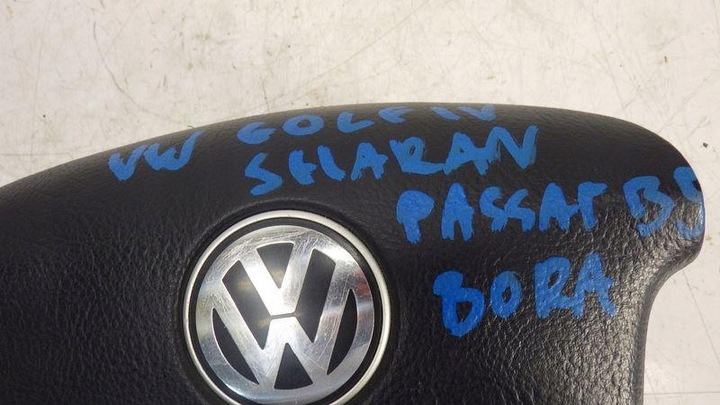 VW GOLF IV
SHARAN
PASSAT B5
BORA